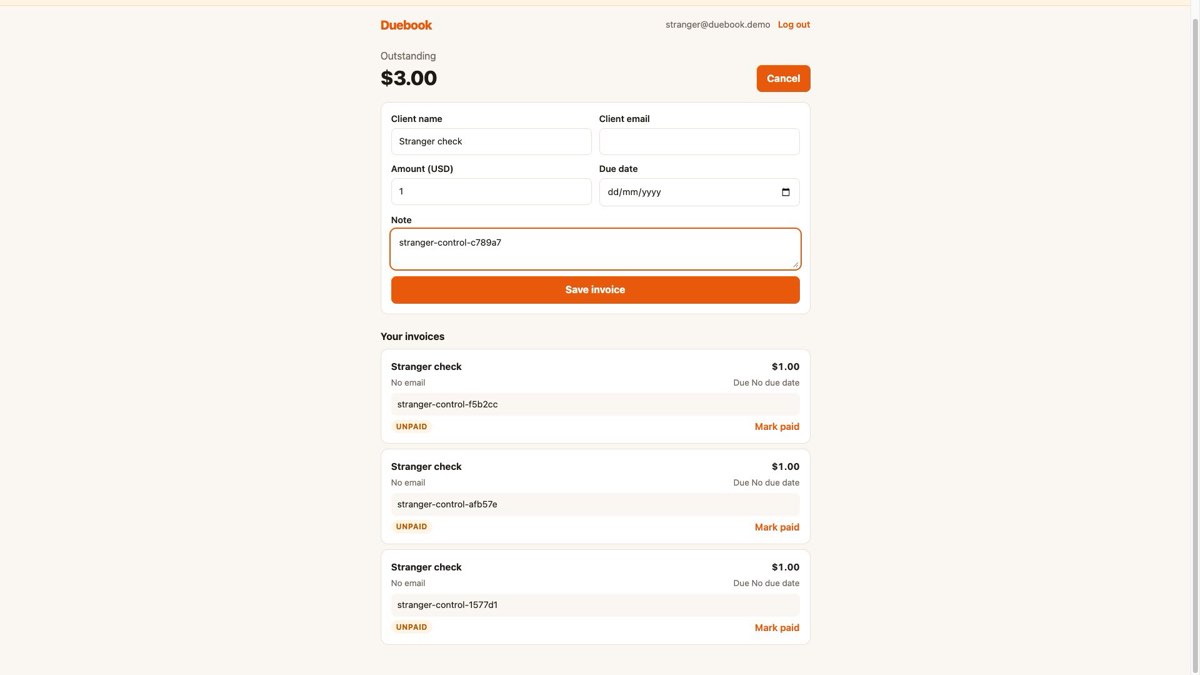 Duebook
stranger@duebook.demo Log out
Outstanding
$3.00
Cancel
Client name Client email
Stranger check
Amount (USD) Due date
1 dd/mm/yyyy
Note
stranger-control-c789a7
Save invoice
Your invoices
Stranger check $1.00
No email Due No due date
stranger-control-f5b2cc
UNPAID Mark paid
Stranger check $1.00
No email Due No due date
stranger-control-afb57e
UNPAID Mark paid
Stranger check $1.00
No email Due No due date
stranger-control-1577d1
UNPAID Mark paid